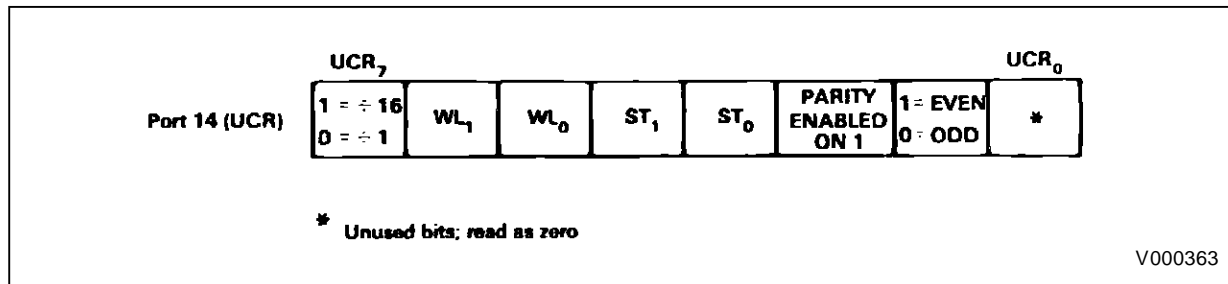 UCR₇ UCR₀
Port 14 (UCR)
1 = ÷ 16
0 = ÷ 1
WL₁
WL₀
ST₁
ST₀
PARITY
ENABLED
ON 1
1 = EVEN
0 = ODD
*
* Unused bits; read as zero
V000363